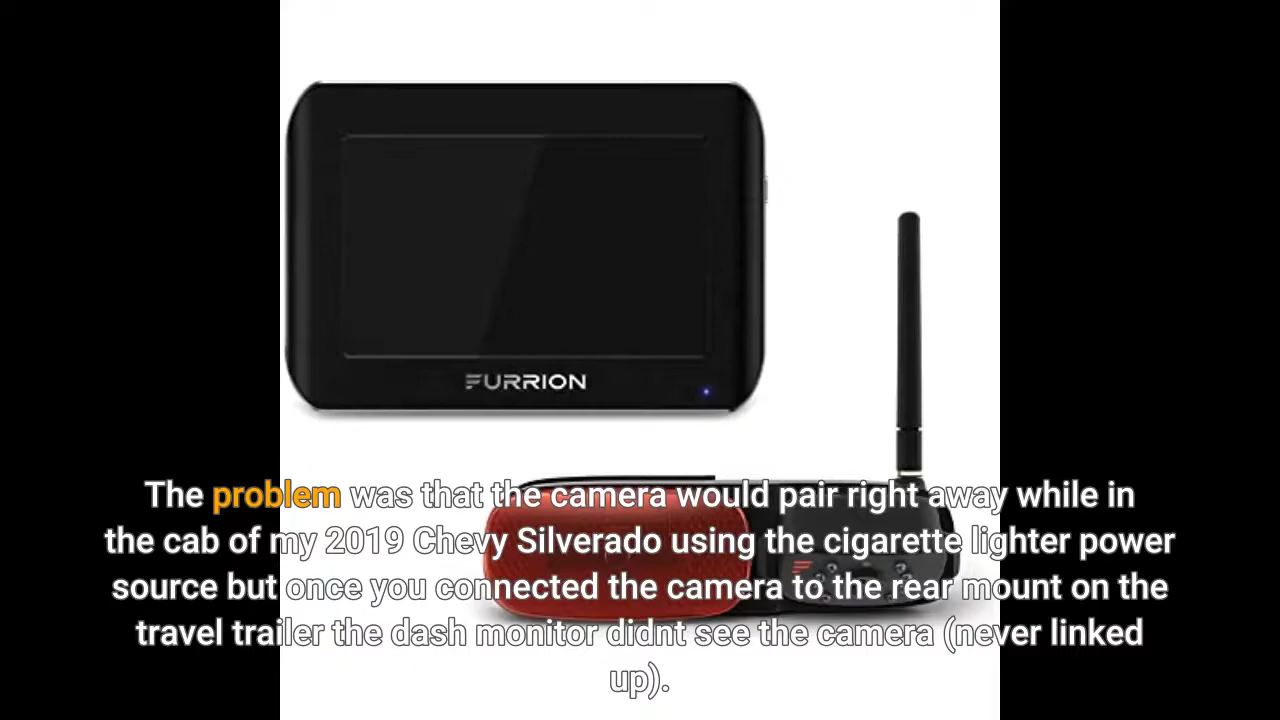 FURRION
The problem was that the camera would pair right away while in
the cab of my 2019 Chevy Silverado using the cigarette lighter power
source but once you connected the camera to the rear mount on the
travel trailer the dash monitor didnt see the camera (never linked
up).